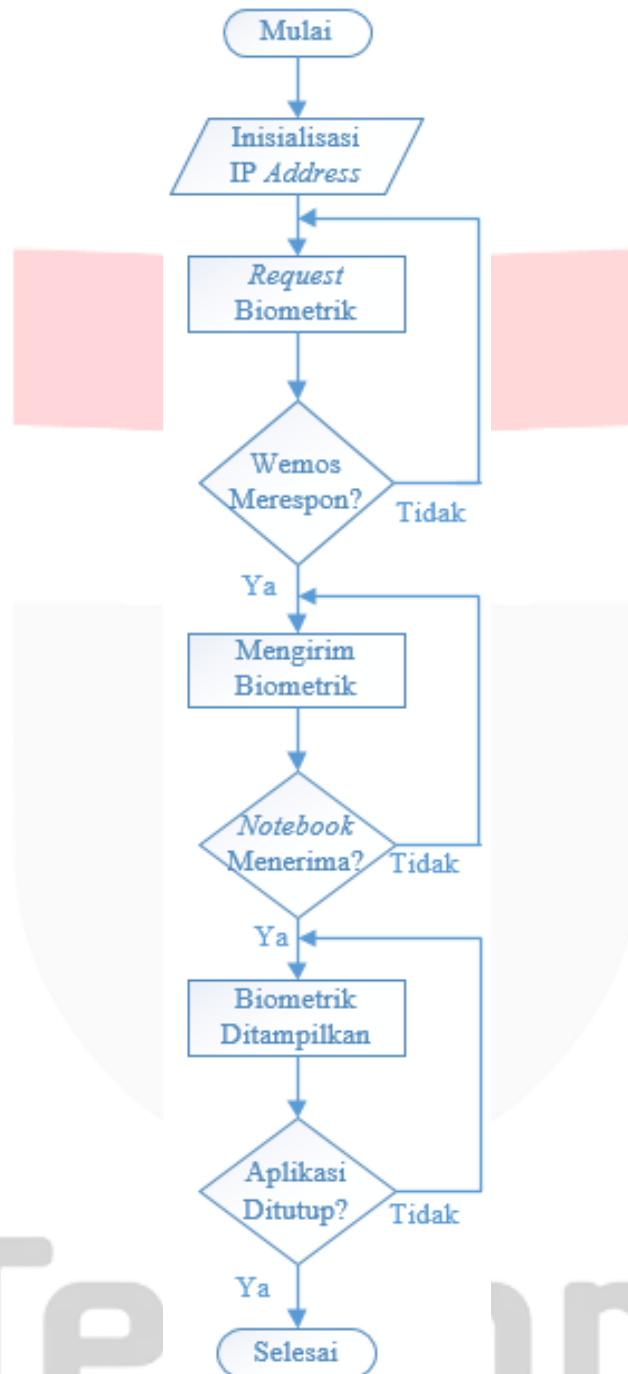 Mulai
Inisialisasi
IP Address
Request
Biometrik
Wemos
Merespon?
Tidak
Ya
Mengirim
Biometrik
Notebook
Menerima?
Tidak
Ya
Biometrik
Ditampilkan
Aplikasi
Ditutup?
Tidak
Ya
Selesai